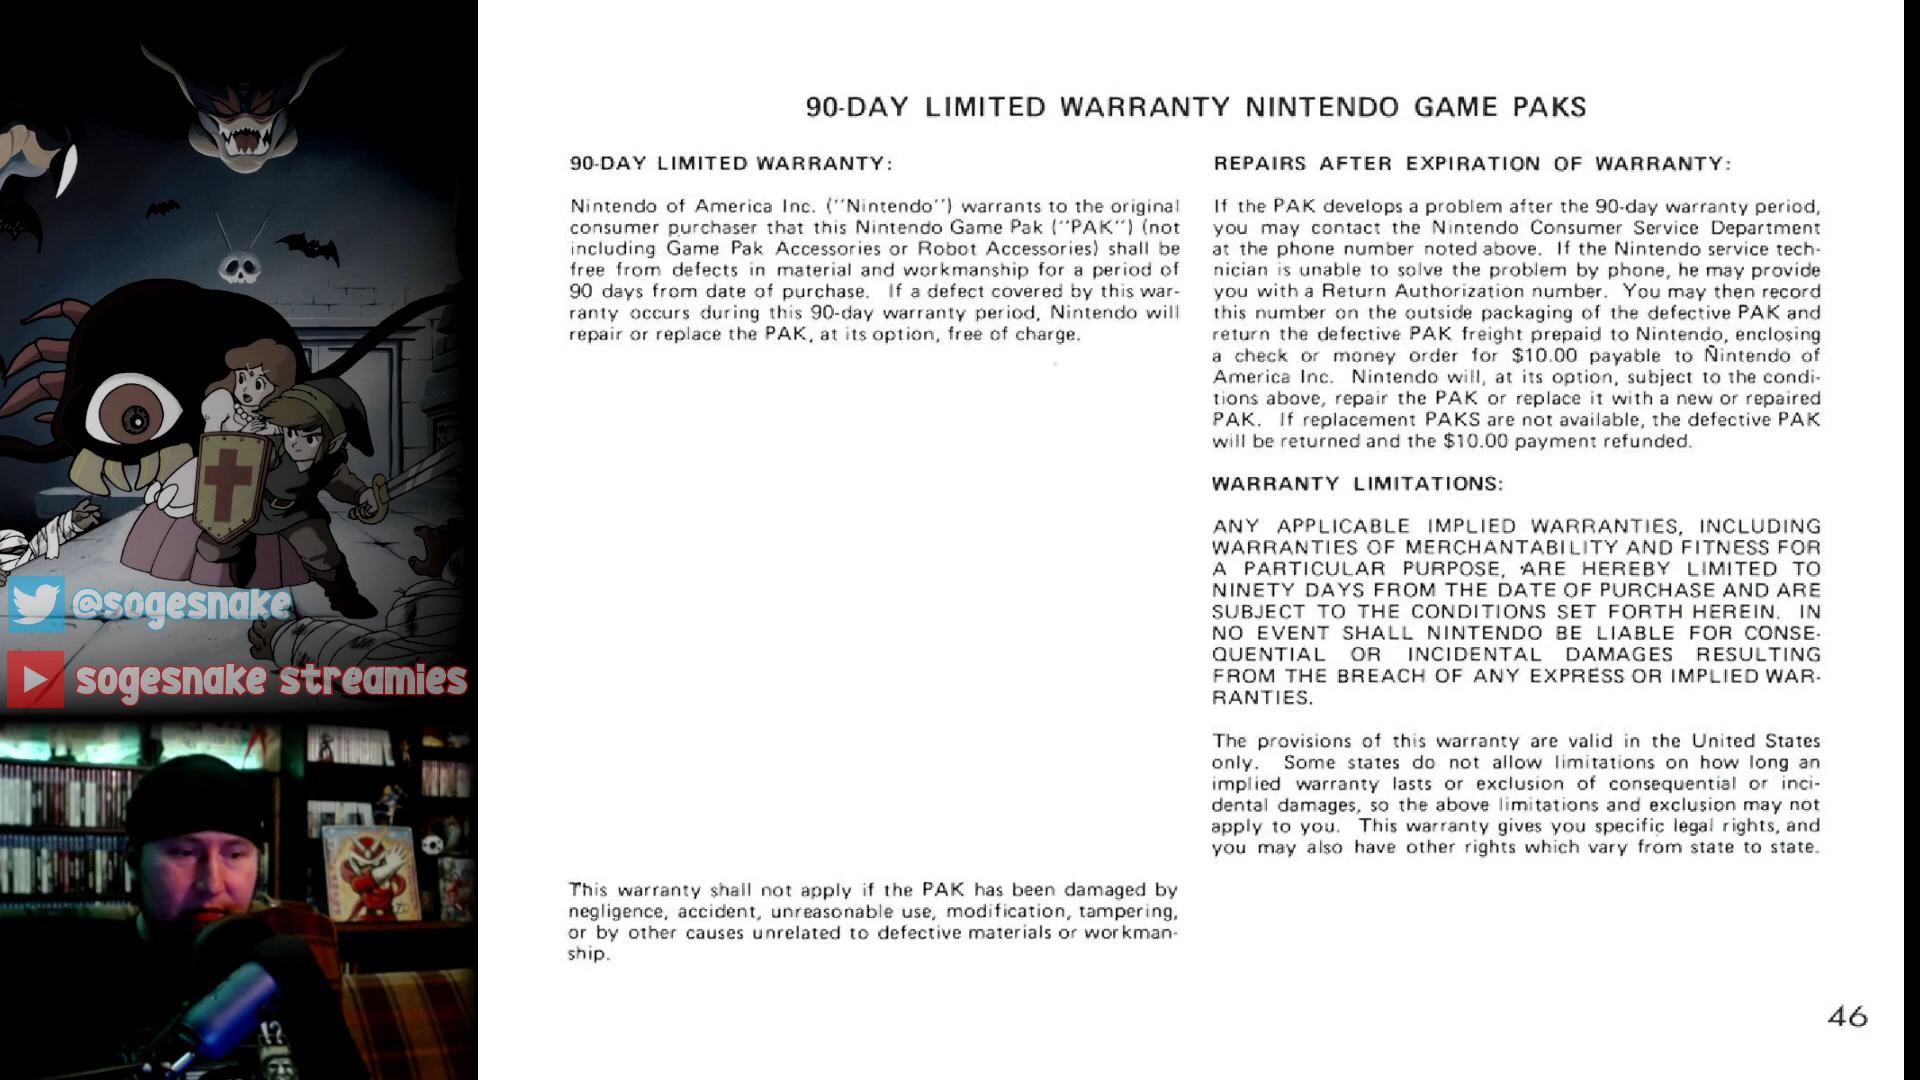 90-DAY LIMITED WARRANTY NINTENDO GAME PAKS
90-DAY LIMITED WARRANTY:
Nintendo of America Inc. (''Nintendo'') warrants to the original
consumer purchaser that this Nintendo Game Pak (''PAK'') (not
including Game Pak Accessories or Robot Accessories) shall be
free from defects in material and workmanship for a period of
90 days from date of purchase. If a defect covered by this war-
ranty occurs during this 90-day warranty period, Nintendo will
repair or replace the PAK, at its option, free of charge.
This warranty shall not apply if the PAK has been damaged by
negligence, accident, unreasonable use, modification, tampering,
or by other causes unrelated to defective materials or workman-
ship.
REPAIRS AFTER EXPIRATION OF WARRANTY:
If the PAK develops a problem after the 90-day warranty period,
you may contact the Nintendo Consumer Service Department
at the phone number noted above. If the Nintendo service tech-
nician is unable to solve the problem by phone, he may provide
you with a Return Authorization number. You may then record
this number on the outside packaging of the defective PAK and
return the defective PAK freight prepaid to Nintendo, enclosing
a check or money order for $10.00 payable to Nintendo of
America Inc. Nintendo will, at its option, subject to the condi-
tions above, repair the PAK or replace it with a new or repaired
PAK. If replacement PAKS are not available, the defective PAK
will be returned and the $10.00 payment refunded.
WARRANTY LIMITATIONS:
ANY APPLICABLE IMPLIED WARRANTIES, INCLUDING
WARRANTIES OF MERCHANTABILITY AND FITNESS FOR
A PARTICULAR PURPOSE, ARE HEREBY LIMITED TO
NINETY DAYS FROM THE DATE OF PURCHASE AND ARE
SUBJECT TO THE CONDITIONS SET FORTH HEREIN. IN
NO EVENT SHALL NINTENDO BE LIABLE FOR CONSE-
QUENTIAL OR INCIDENTAL DAMAGES RESULTING
FROM THE BREACH OF ANY EXPRESS OR IMPLIED WAR-
RANTIES.
The provisions of this warranty are valid in the United States
only. Some states do not allow limitations on how long an
implied warranty lasts or exclusion of consequential or inci-
dental damages, so the above limitations and exclusion may not
apply to you. This warranty gives you specific legal rights, and
you may also have other rights which vary from state to state.
46
@sogesnake
sogesnake streamies